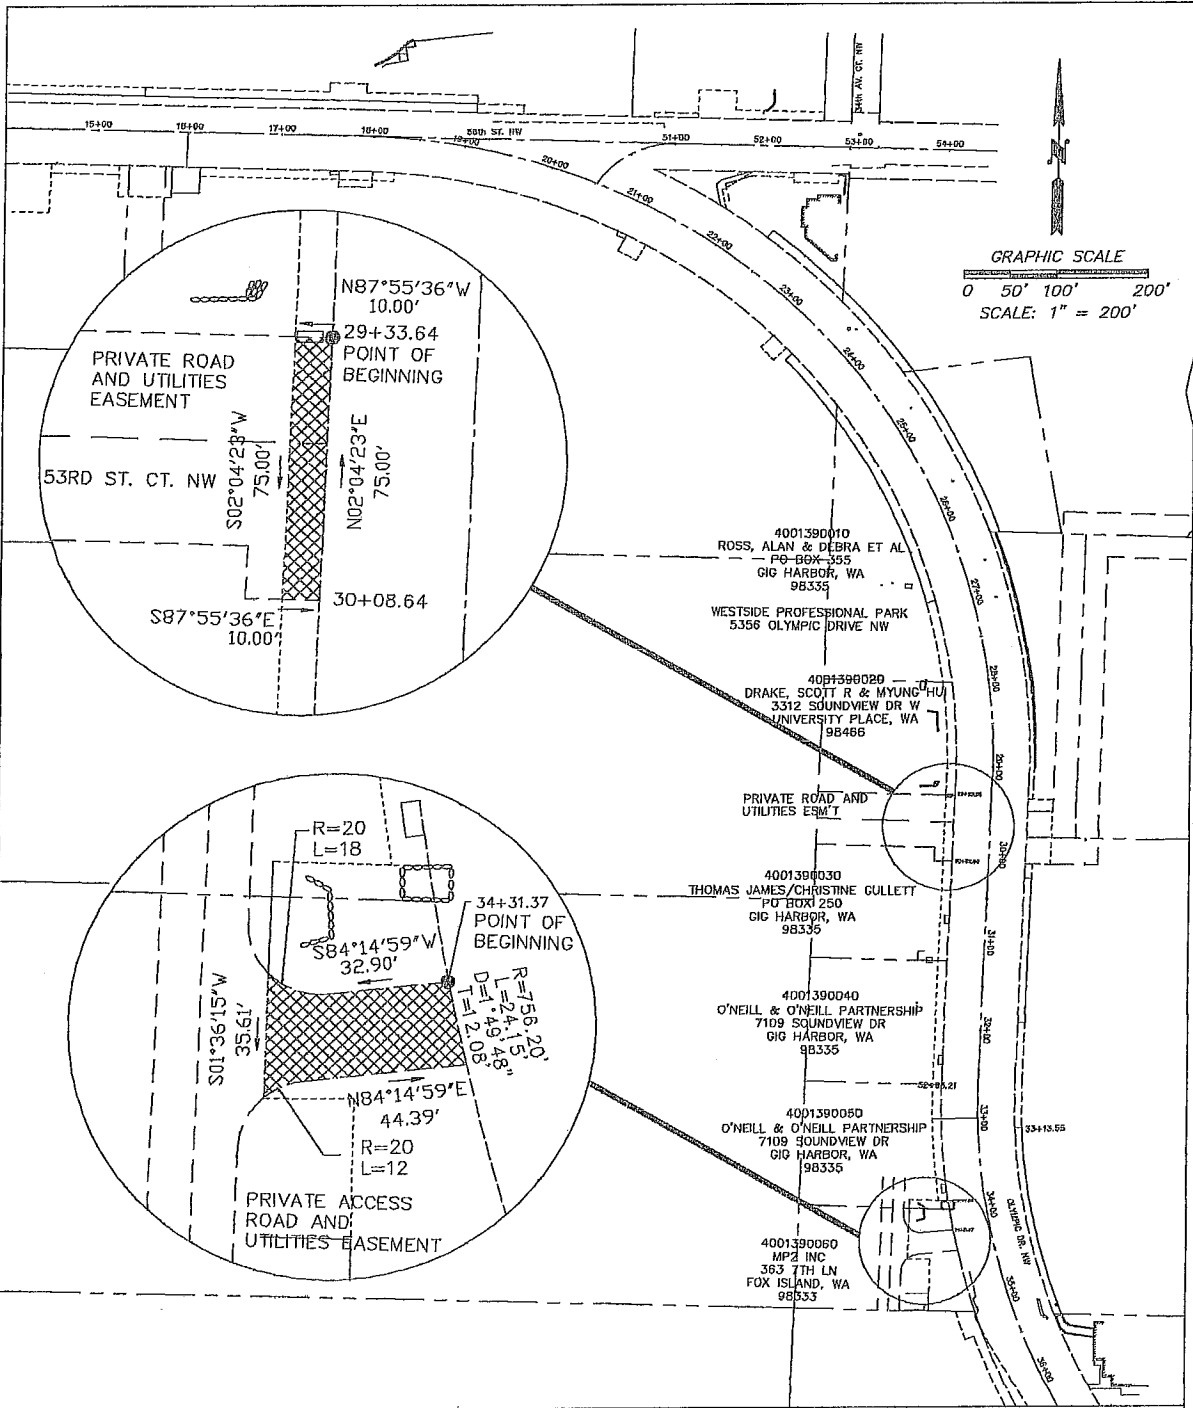 34th AV. CT. NW
15+00
16+00
17+00
18+00
56th ST. NW
19+00
20+00
51+00
52+00
53+00
54+00
21+00
22+00
23+00
24+00
25+00
26+00
27+00
28+00
29+00
30+00
31+00
32+00
33+00
34+00
35+00
36+00
N
GRAPHIC SCALE
0 50' 100' 200'
SCALE: 1" = 200'
N87°55'36"W
10.00'
29+33.64
POINT OF
BEGINNING
PRIVATE ROAD
AND UTILITIES
EASEMENT
S02°04'23"W
75.00'
N02°04'23"E
75.00'
53RD ST. CT. NW
30+08.64
S87°55'36"E
10.00'
4001390010
ROSS, ALAN & DEBRA ET AL
PO BOX 355
GIG HARBOR, WA
98335
WESTSIDE PROFESSIONAL PARK
5356 OLYMPIC DRIVE NW
4001390020
DRAKE, SCOTT R & MYUNG HU
3312 SOUNDVIEW DR W
UNIVERSITY PLACE, WA
98466
PRIVATE ROAD AND
UTILITIES ESM'T
4001390030
THOMAS JAMES/CHRISTINE GULLETT
PO BOX 250
GIG HARBOR, WA
98335
4001390040
O'NEILL & O'NEILL PARTNERSHIP
7109 SOUNDVIEW DR
GIG HARBOR, WA
98335
4001390050
O'NEILL & O'NEILL PARTNERSHIP
7109 SOUNDVIEW DR
GIG HARBOR, WA
98335
33+13.55
OLYMPIC DR. NW
4001390060
MP2 INC
363 7TH LN
FOX ISLAND, WA
98333
R=20
L=18
34+31.37
POINT OF
BEGINNING
S84°14'59"W
32.90'
R=756.20'
L=24.15'
D=1°49'48"
T=12.08'
S01°36'15"W
35.61'
N84°14'59"E
44.39'
R=20
L=12
PRIVATE ACCESS
ROAD AND
UTILITIES EASEMENT